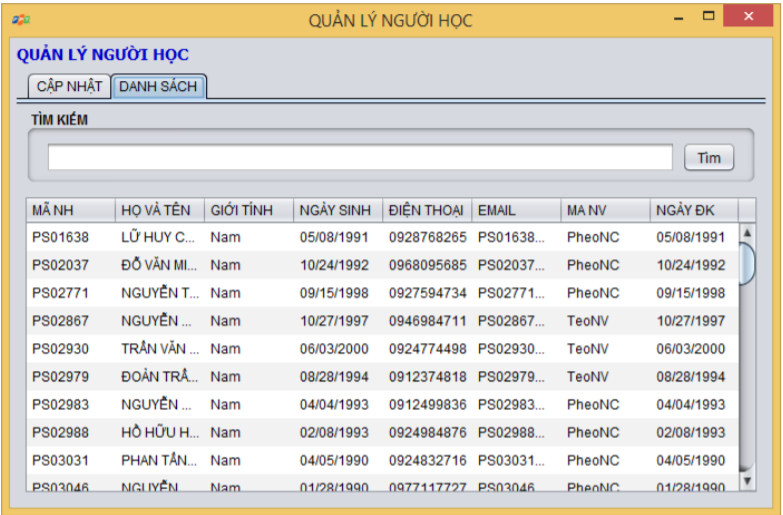 QUẢN LÝ NGƯỜI HỌC
QUẢN LÝ NGƯỜI HỌC
CẬP NHẬT DANH SÁCH
TÌM KIẾM
Tìm
MÃ NH HỌ VÀ TÊN GIỚI TÍNH NGÀY SINH ĐIỆN THOẠI EMAIL MA NV NGÀY ĐK
PS01638 LỮ HUY C... Nam 05/08/1991 0928768265 PS01638... PheoNC 05/08/1991
PS02037 ĐỖ VĂN MI... Nam 10/24/1992 0968095685 PS02037... PheoNC 10/24/1992
PS02771 NGUYỄN T... Nam 09/15/1998 0927594734 PS02771... PheoNC 09/15/1998
PS02867 NGUYỄN ... Nam 10/27/1997 0946984711 PS02867... TeoNV 10/27/1997
PS02930 TRẦN VĂN ... Nam 06/03/2000 0924774498 PS02930... TeoNV 06/03/2000
PS02979 ĐOÀN TRẦ... Nam 08/28/1994 0912374818 PS02979... TeoNV 08/28/1994
PS02983 NGUYỄN ... Nam 04/04/1993 0912499836 PS02983... PheoNC 04/04/1993
PS02988 HỒ HỮU H... Nam 02/08/1993 0924984876 PS02988... PheoNC 02/08/1993
PS03031 PHAN TẤN... Nam 04/05/1990 0924832716 PS03031... PheoNC 04/05/1990
PS03046 NGUYỄN Nam 01/28/1990 0977117727 PS03046 PheoNC 01/28/1990